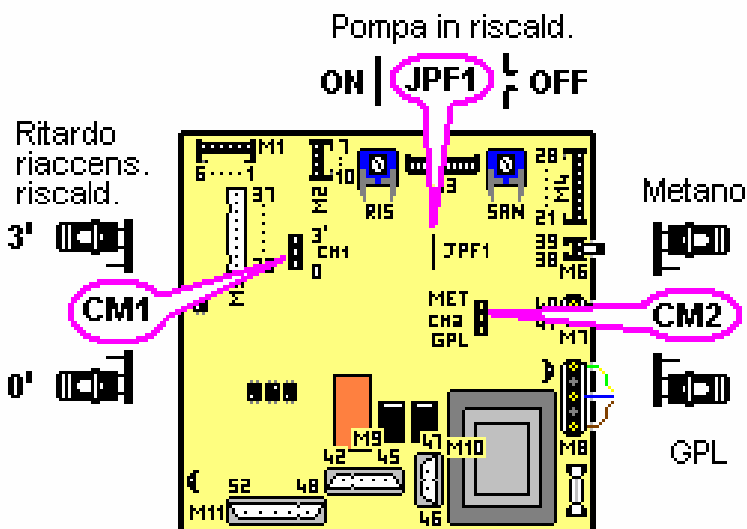 Pompa in riscald.
ON JPF1 OFF
Ritardo
riaccens.
riscald.
3'
0'
CM1
Metano
CM2
GPL
M1
6 1
M2
7
10
RIS
SAN
28
21
M4
37
3'
CH1
0
JPF1
39
38
M6
MET
CH2
GPL
M7
M8
M9
M10
42 45
47
46
52 48
M11